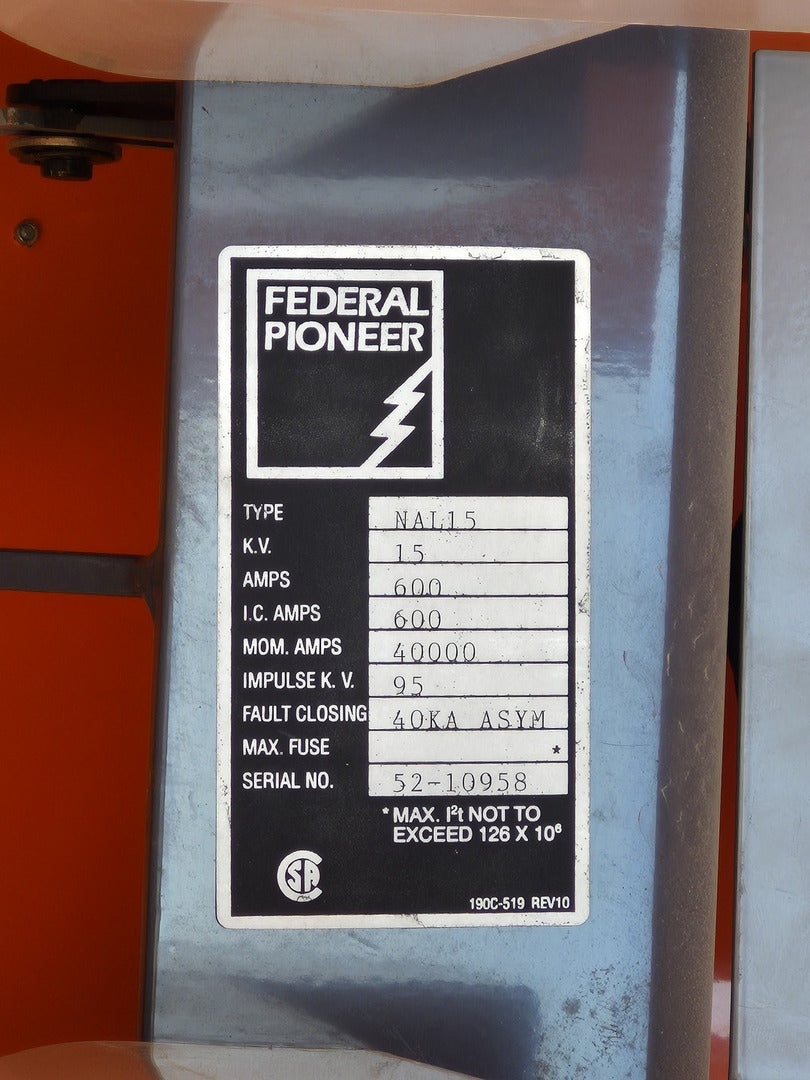 FEDERAL
PIONEER
TYPE NAL15
K.V. 15
AMPS 600
I.C. AMPS 600
MOM. AMPS 40000
IMPULSE K. V. 95
FAULT CLOSING 40KA ASYM
MAX. FUSE *
SERIAL NO. 52-10958
* MAX. I²t NOT TO
EXCEED 126 X 10⁶
SA
190C-519 REV10